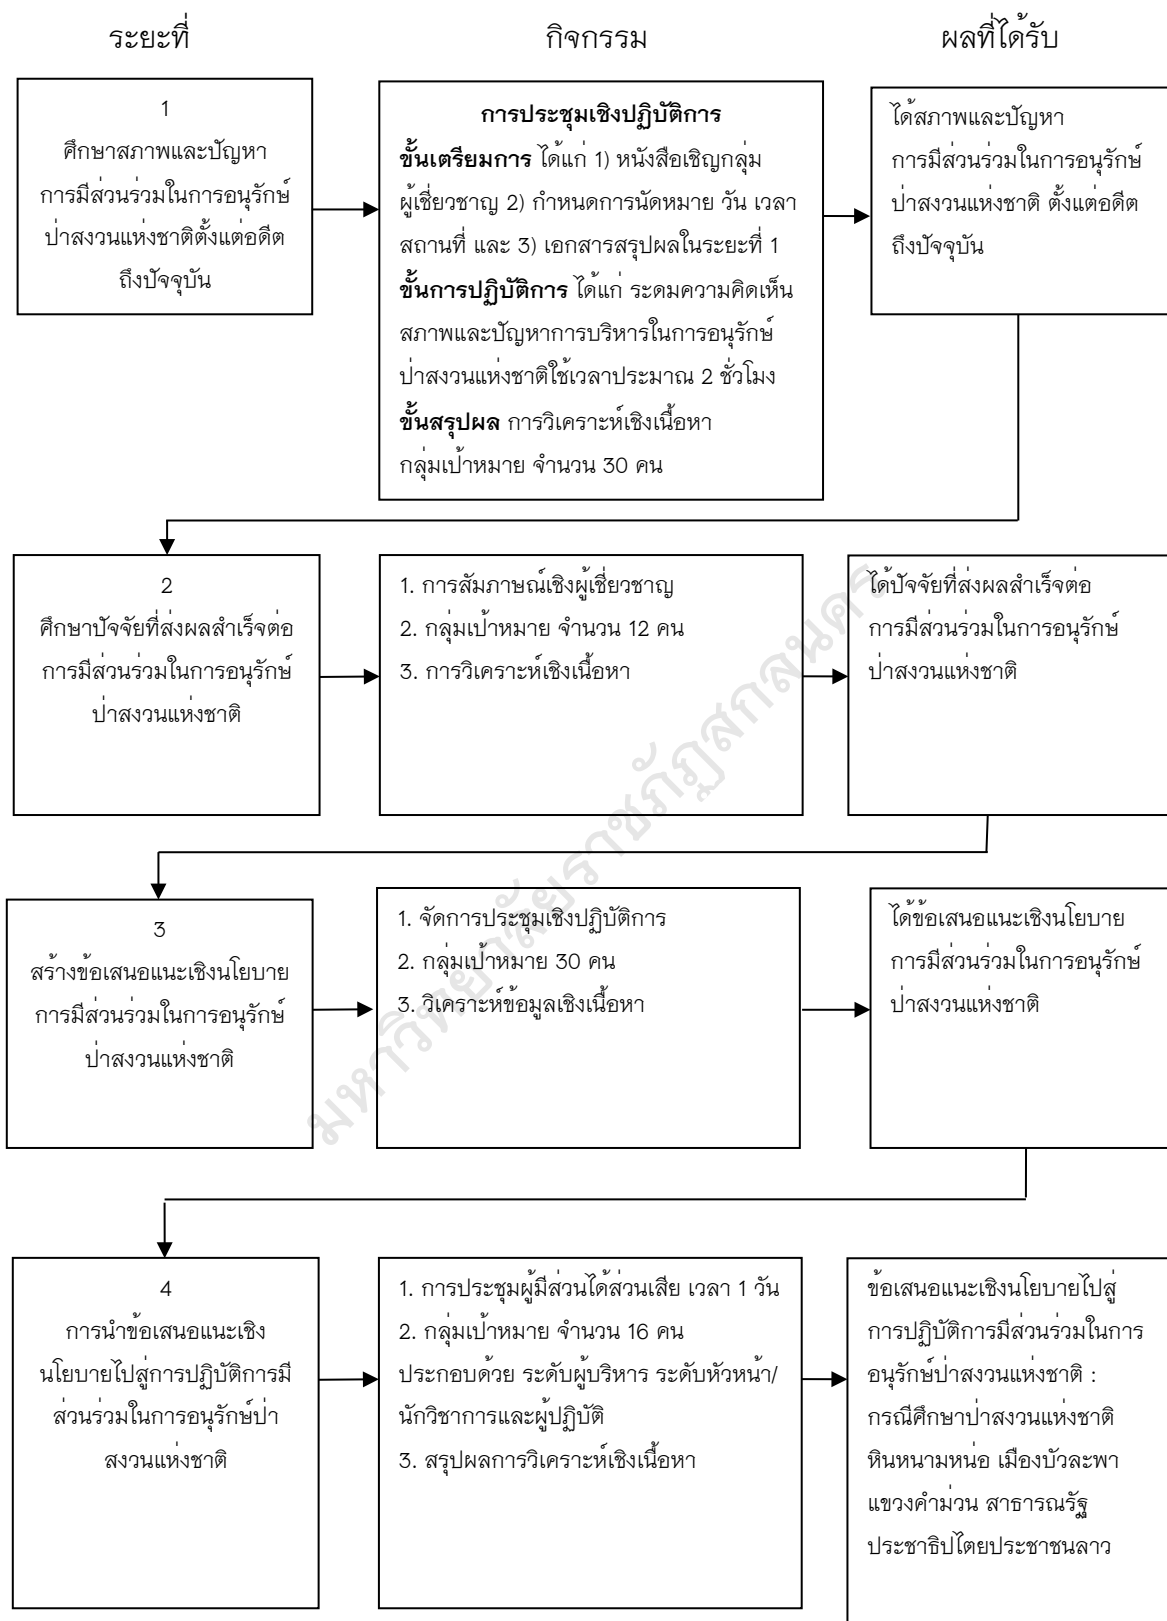 ระยะที่
กิจกรรม
ผลที่ได้รับ
1
ศึกษาสภาพและปัญหา
การมีส่วนร่วมในการอนุรักษ์
ป่าสงวนแห่งชาติตั้งแต่อดีต
ถึงปัจจุบัน
การประชุมเชิงปฏิบัติการ
ขั้นเตรียมการ ได้แก่ 1) หนังสือเชิญกลุ่ม
ผู้เชี่ยวชาญ 2) กำหนดการนัดหมาย วัน เวลา
สถานที่ และ 3) เอกสารสรุปผลในระยะที่ 1
ขั้นการปฏิบัติการ ได้แก่ ระดมความคิดเห็น
สภาพและปัญหาการบริหารในการอนุรักษ์
ป่าสงวนแห่งชาติใช้เวลาประมาณ 2 ชั่วโมง
ขั้นสรุปผล การวิเคราะห์เชิงเนื้อหา
กลุ่มเป้าหมาย จำนวน 30 คน
ได้สภาพและปัญหา
การมีส่วนร่วมในการอนุรักษ์
ป่าสงวนแห่งชาติ ตั้งแต่อดีต
ถึงปัจจุบัน
2
ศึกษาปัจจัยที่ส่งผลสำเร็จต่อ
การมีส่วนร่วมในการอนุรักษ์
ป่าสงวนแห่งชาติ
1. การสัมภาษณ์เชิงผู้เชี่ยวชาญ
2. กลุ่มเป้าหมาย จำนวน 12 คน
3. การวิเคราะห์เชิงเนื้อหา
ได้ปัจจัยที่ส่งผลสำเร็จต่อ
การมีส่วนร่วมในการอนุรักษ์
ป่าสงวนแห่งชาติ
3
สร้างข้อเสนอแนะเชิงนโยบาย
การมีส่วนร่วมในการอนุรักษ์
ป่าสงวนแห่งชาติ
1. จัดการประชุมเชิงปฏิบัติการ
2. กลุ่มเป้าหมาย 30 คน
3. วิเคราะห์ข้อมูลเชิงเนื้อหา
ได้ข้อเสนอแนะเชิงนโยบาย
การมีส่วนร่วมในการอนุรักษ์
ป่าสงวนแห่งชาติ
4
การนำข้อเสนอแนะเชิง
นโยบายไปสู่การปฏิบัติการมี
ส่วนร่วมในการอนุรักษ์ป่า
สงวนแห่งชาติ
1. การประชุมผู้มีส่วนได้ส่วนเสีย เวลา 1 วัน
2. กลุ่มเป้าหมาย จำนวน 16 คน
ประกอบด้วย ระดับผู้บริหาร ระดับหัวหน้า/
นักวิชาการและผู้ปฏิบัติ
3. สรุปผลการวิเคราะห์เชิงเนื้อหา
ข้อเสนอแนะเชิงนโยบายไปสู่
การปฏิบัติการมีส่วนร่วมในการ
อนุรักษ์ป่าสงวนแห่งชาติ :
กรณีศึกษาป่าสงวนแห่งชาติ
หินหนามหน่อ เมืองบัวละพา
แขวงคำม่วน สาธารณรัฐ
ประชาธิปไตยประชาชนลาว
มหาวิทยาลัยราชภัฏสกลนคร